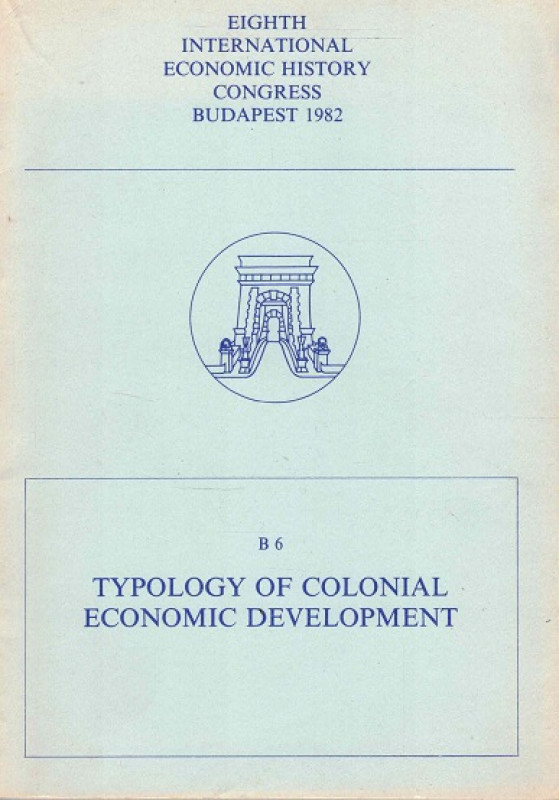 EIGHTH
INTERNATIONAL
ECONOMIC HISTORY
CONGRESS
BUDAPEST 1982
B 6
TYPOLOGY OF COLONIAL
ECONOMIC DEVELOPMENT